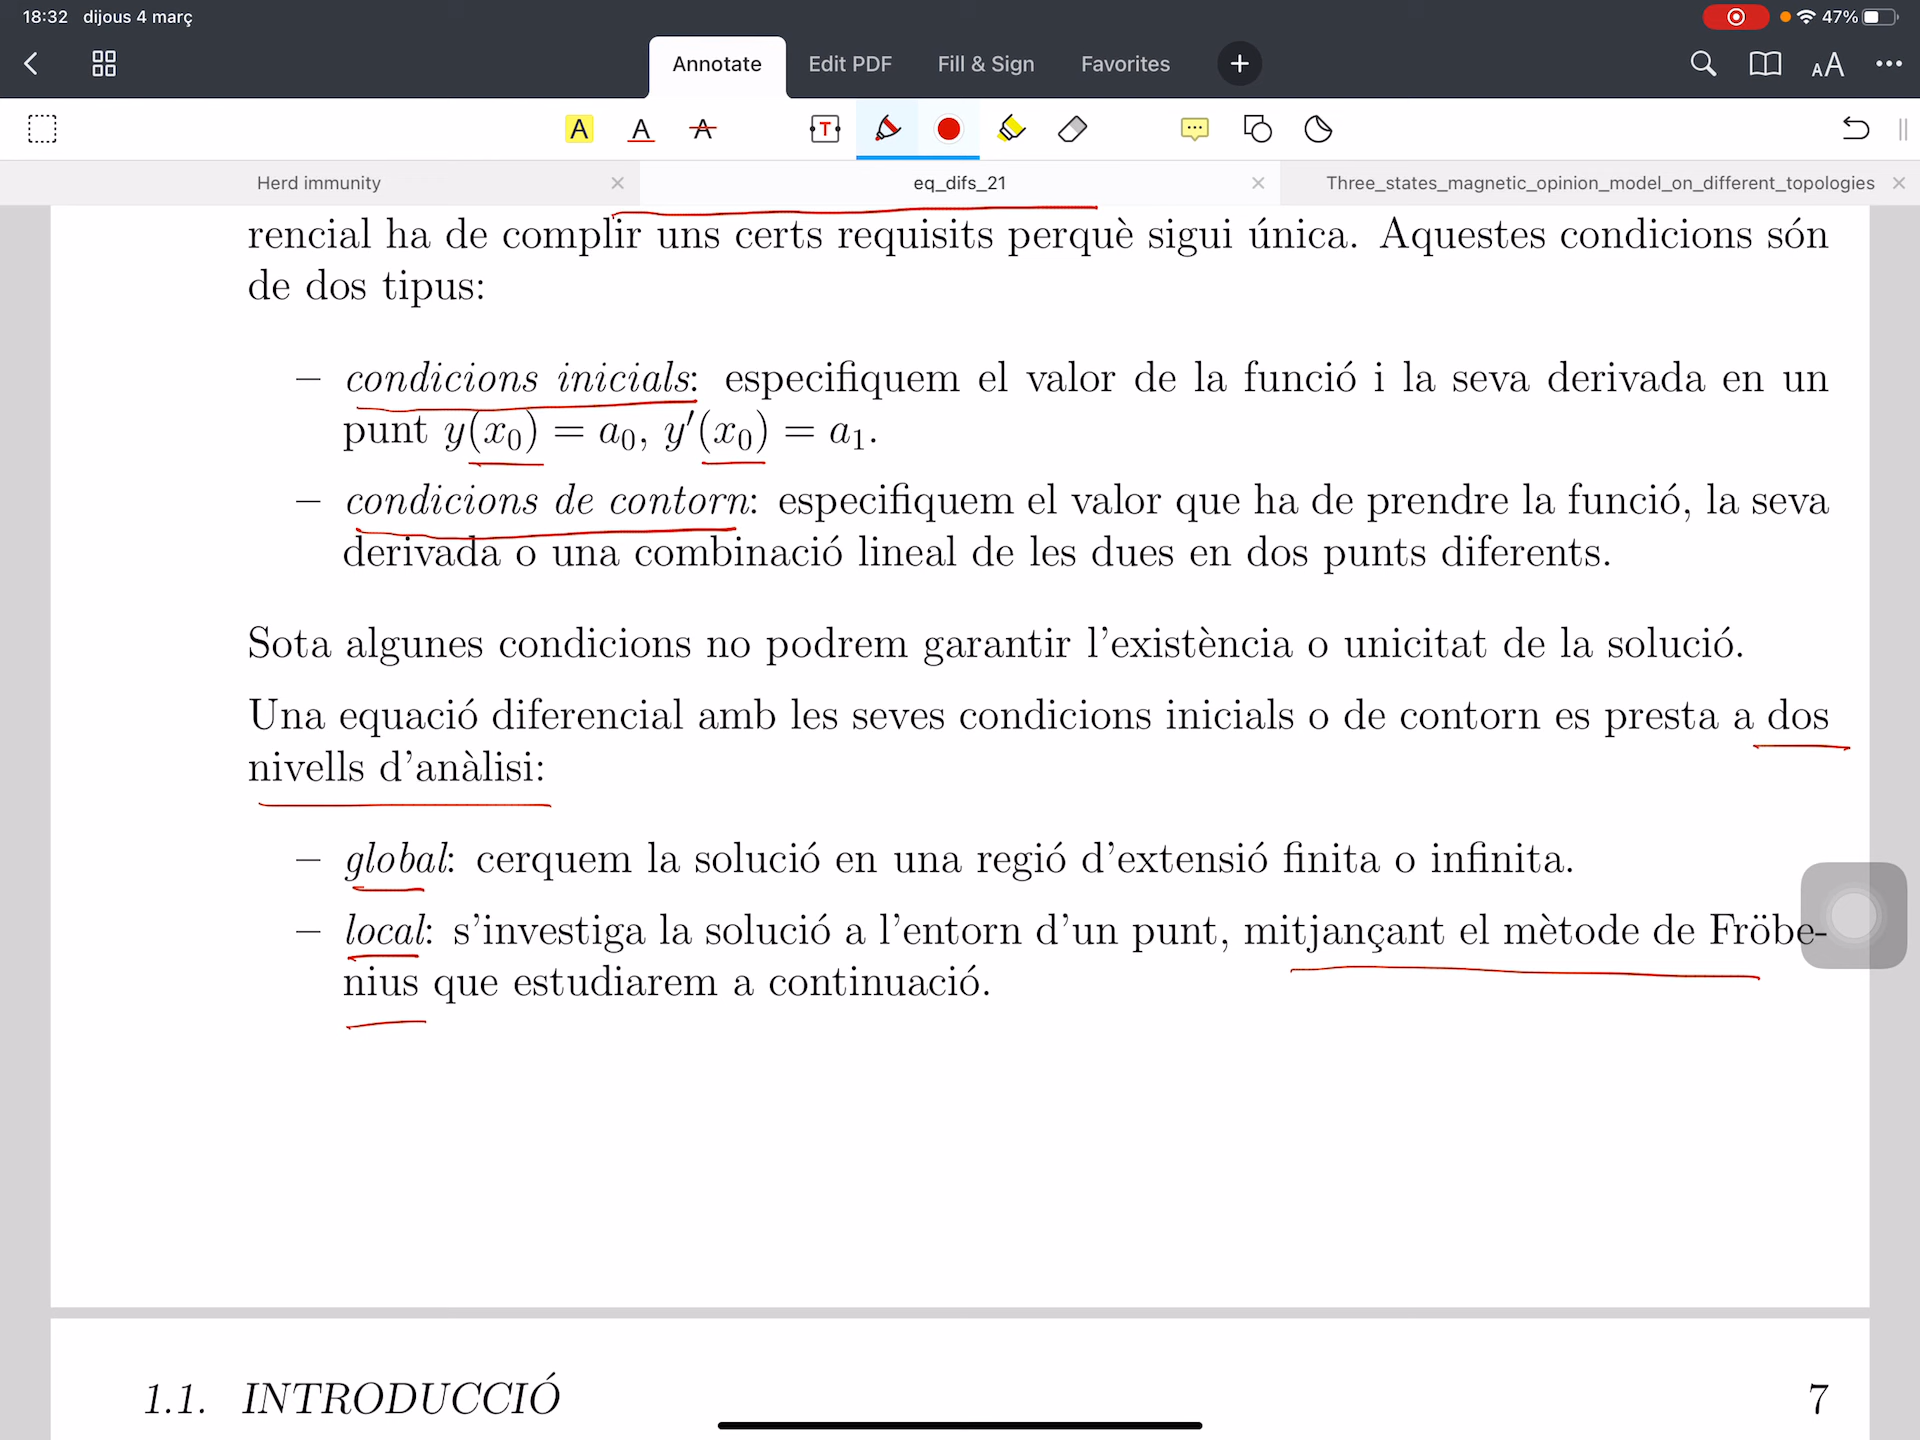 18:32 dijous 4 març
47%
Annotate Edit PDF Fill & Sign Favorites
AA
A A A T
Herd immunity eq_difs_21 Three_states_magnetic_opinion_model_on_different_topologies
rencial ha de complir uns certs requisits perquè sigui única. Aquestes condicions són
de dos tipus:
– condicions inicials: especifiquem el valor de la funció i la seva derivada en un
punt y(x₀) = a₀, y′(x₀) = a₁.
– condicions de contorn: especifiquem el valor que ha de prendre la funció, la seva
derivada o una combinació lineal de les dues en dos punts diferents.
Sota algunes condicions no podrem garantir l'existència o unicitat de la solució.
Una equació diferencial amb les seves condicions inicials o de contorn es presta a dos
nivells d'anàlisi:
– global: cerquem la solució en una regió d'extensió finita o infinita.
– local: s'investiga la solució a l'entorn d'un punt, mitjançant el mètode de Fröbe-
nius que estudiarem a continuació.
1.1. INTRODUCCIÓ 7